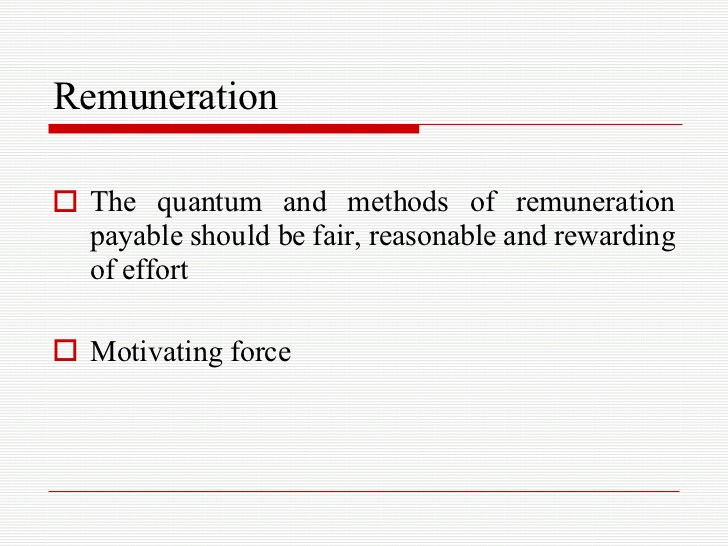 Remuneration
The quantum and methods of remuneration
payable should be fair, reasonable and rewarding
of effort
Motivating force